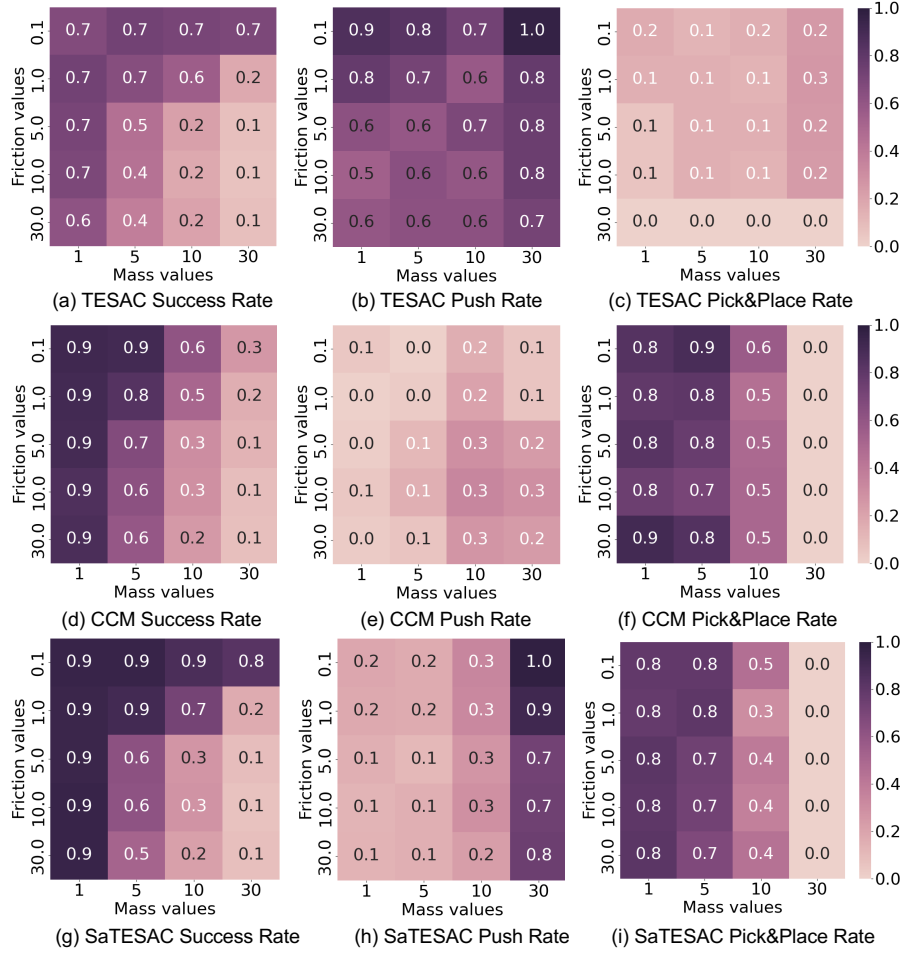 0.1 0.7 0.7 0.7 0.7 0.1 0.9 0.8 0.7 1.0 0.1 0.2 0.1 0.2 0.2 1.0
1.0 0.7 0.7 0.6 0.2 1.0 0.8 0.7 0.6 0.8 1.0 0.1 0.1 0.1 0.3 0.8
5.0 0.7 0.5 0.2 0.1 5.0 0.6 0.6 0.7 0.8 5.0 0.1 0.1 0.1 0.2 0.6
10.0 0.7 0.4 0.2 0.1 10.0 0.5 0.6 0.6 0.8 10.0 0.1 0.1 0.1 0.2 0.4
30.0 0.6 0.4 0.2 0.1 30.0 0.6 0.6 0.6 0.7 30.0 0.0 0.0 0.0 0.0 0.2
0.0
Friction values Friction values Friction values
1 5 10 30 1 5 10 30 1 5 10 30
Mass values Mass values Mass values
(a) TESAC Success Rate (b) TESAC Push Rate (c) TESAC Pick&Place Rate
0.1 0.9 0.9 0.6 0.3 0.1 0.1 0.0 0.2 0.1 0.1 0.8 0.9 0.6 0.0 1.0
1.0 0.9 0.8 0.5 0.2 1.0 0.0 0.0 0.2 0.1 1.0 0.8 0.8 0.5 0.0 0.8
5.0 0.9 0.7 0.3 0.1 5.0 0.0 0.1 0.3 0.2 5.0 0.8 0.8 0.5 0.0 0.6
10.0 0.9 0.6 0.3 0.1 10.0 0.1 0.1 0.3 0.3 10.0 0.8 0.7 0.5 0.0 0.4
30.0 0.9 0.6 0.2 0.1 30.0 0.0 0.1 0.3 0.2 30.0 0.9 0.8 0.5 0.0 0.2
0.0
Friction values Friction values Friction values
1 5 10 30 1 5 10 30 1 5 10 30
Mass values Mass values Mass values
(d) CCM Success Rate (e) CCM Push Rate (f) CCM Pick&Place Rate
0.1 0.9 0.9 0.9 0.8 0.1 0.2 0.2 0.3 1.0 0.1 0.8 0.8 0.5 0.0 1.0
1.0 0.9 0.9 0.7 0.2 1.0 0.2 0.2 0.3 0.9 1.0 0.8 0.8 0.3 0.0 0.8
5.0 0.9 0.6 0.3 0.1 5.0 0.1 0.1 0.3 0.7 5.0 0.8 0.7 0.4 0.0 0.6
10.0 0.9 0.6 0.3 0.1 10.0 0.1 0.1 0.3 0.7 10.0 0.8 0.7 0.4 0.0 0.4
30.0 0.9 0.5 0.2 0.1 30.0 0.1 0.1 0.2 0.8 30.0 0.8 0.7 0.4 0.0 0.2
0.0
Friction values Friction values Friction values
1 5 10 30 1 5 10 30 1 5 10 30
Mass values Mass values Mass values
(g) SaTESAC Success Rate (h) SaTESAC Push Rate (i) SaTESAC Pick&Place Rate